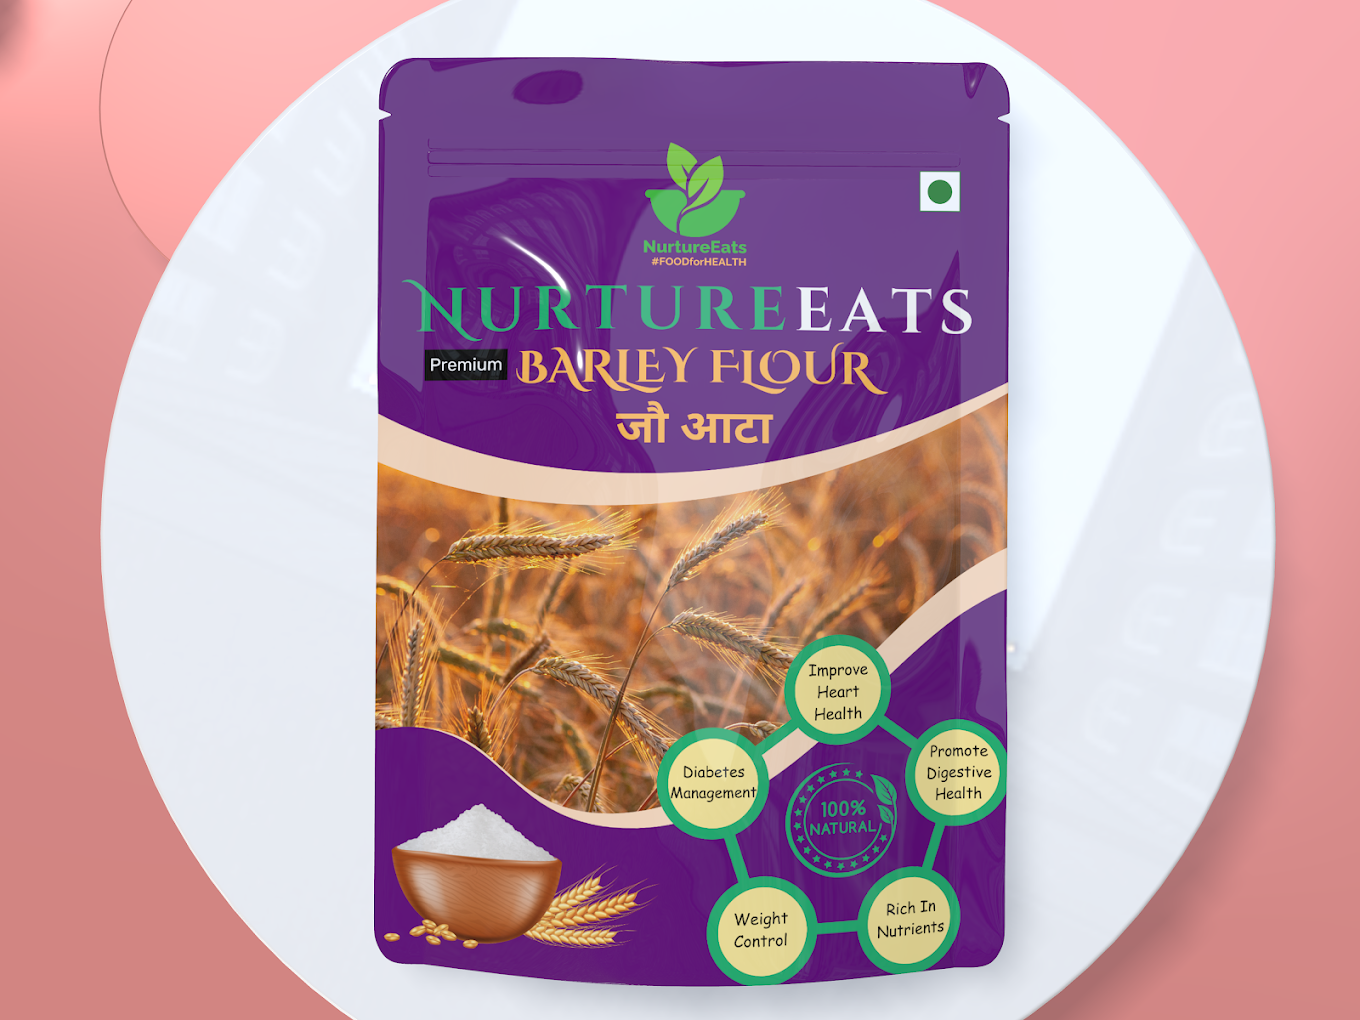 NurtureEats
#FOODforHEALTH
NURTUREEATS
Premium BARLEY FLOUR
जौ आटा
Improve
Heart
Health
Promote
Digestive
Health
Diabetes
Management
100%
NATURAL
Rich In
Nutrients
Weight
Control